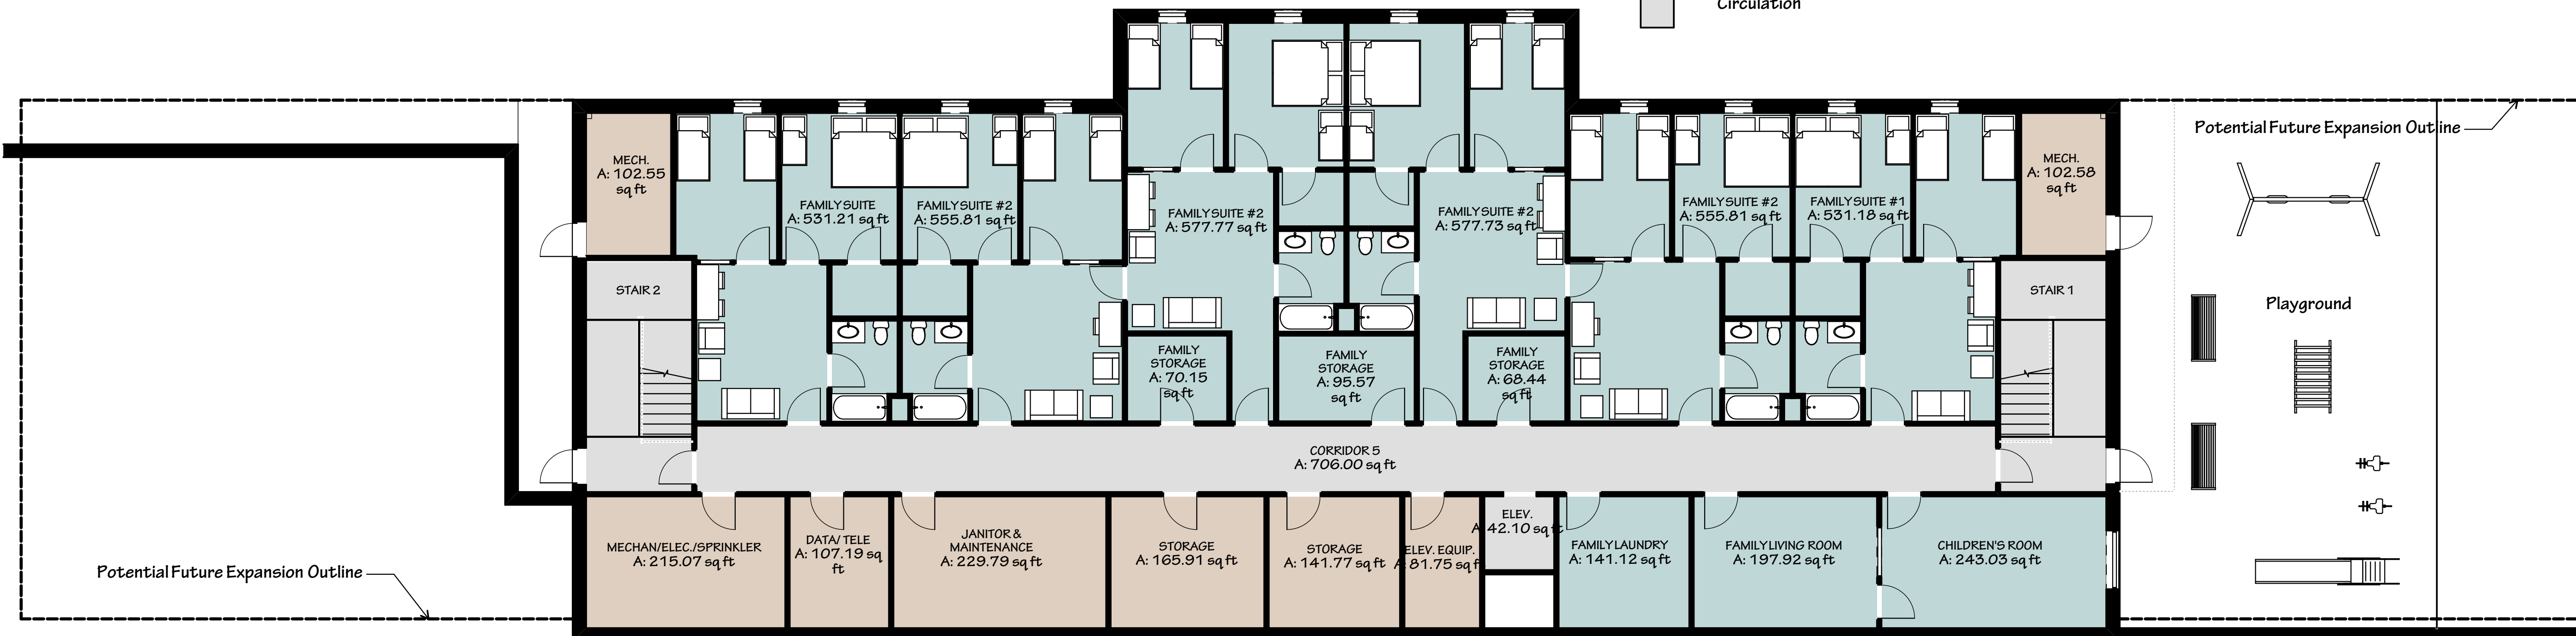 Circulation
Potential Future Expansion Outline
MECH.
A: 102.55
sq ft
FAMILY SUITE
A: 531.21 sq ft
FAMILY SUITE #2
A: 555.81 sq ft
FAMILY SUITE #2
A: 577.77 sq ft
FAMILY SUITE #2
A: 577.73 sq ft
FAMILY SUITE #2
A: 555.81 sq ft
FAMILY SUITE #1
A: 531.18 sq ft
MECH.
A: 102.58
sq ft
STAIR 2
STAIR 1
Playground
FAMILY
STORAGE
A: 70.15
sq ft
FAMILY
STORAGE
A: 95.57
sq ft
FAMILY
STORAGE
A: 68.44
sq ft
CORRIDOR 5
A: 706.00 sq ft
MECHAN/ELEC./SPRINKLER
A: 215.07 sq ft
DATA/ TELE
A: 107.19 sq
ft
JANITOR &
MAINTENANCE
A: 229.79 sq ft
STORAGE
A: 165.91 sq ft
STORAGE
A: 141.77 sq ft
ELEV. EQUIP.
A: 81.75 sq ft
ELEV.
A: 42.10 sq ft
FAMILY LAUNDRY
A: 141.12 sq ft
FAMILY LIVING ROOM
A: 197.92 sq ft
CHILDREN'S ROOM
A: 243.03 sq ft
Potential Future Expansion Outline